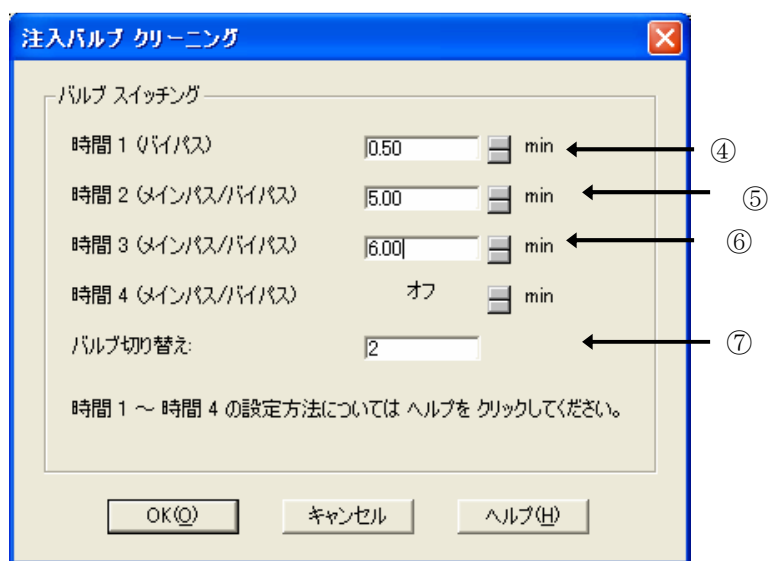 注入バルブ クリーニング
バルブ スイッチング
時間 1 (バイパス) 0.50 min ④
時間 2 (メインパス/バイパス) 5.00 min ⑤
時間 3 (メインパス/バイパス) 6.00 min ⑥
時間 4 (メインパス/バイパス) オフ min
バルブ切り替え: 2 ⑦
時間 1 ～ 時間 4 の設定方法については ヘルプを クリックしてください。
OK(O) キャンセル ヘルプ(H)